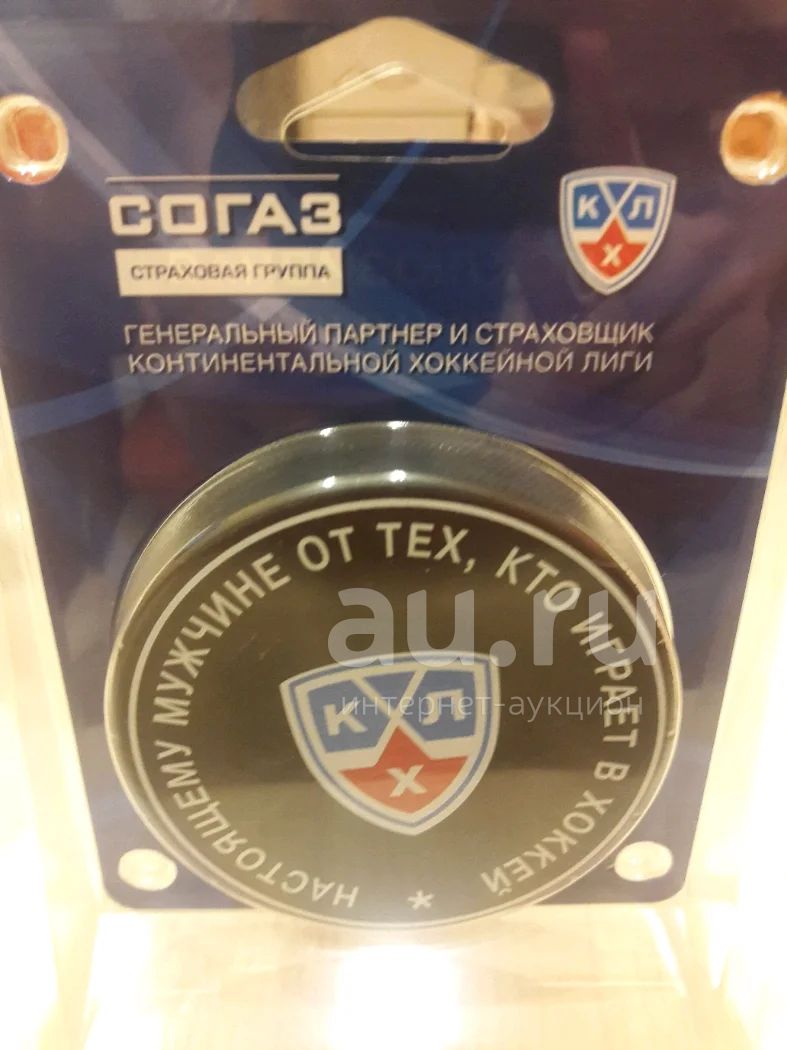 СОГАЗ
СТРАХОВАЯ ГРУППА
КХЛ
ГЕНЕРАЛЬНЫЙ ПАРТНЕР И СТРАХОВЩИК
КОНТИНЕНТАЛЬНОЙ ХОККЕЙНОЙ ЛИГИ
НАСТОЯЩЕМУ МУЖЧИНЕ ОТ ТЕХ, КТО ИГРАЕТ В ХОККЕЙ *
КХЛ
au.ru
интернет-аукцион